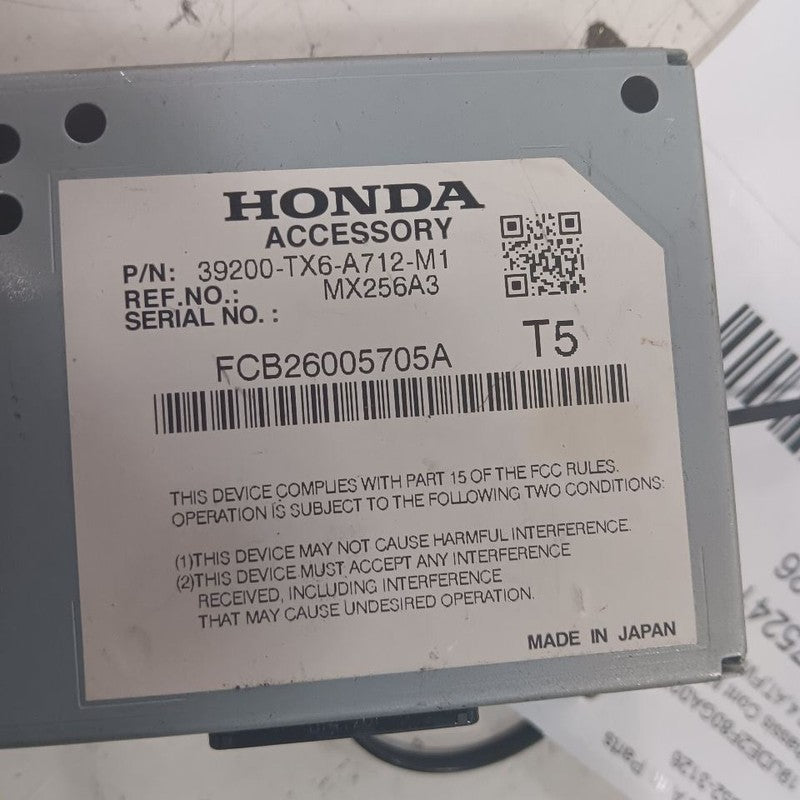 HONDA
ACCESSORY
P/N: 39200-TX6-A712-M1
REF.NO.: MX256A3
SERIAL NO. :
FCB26005705A T5
THIS DEVICE COMPLIES WITH PART 15 OF THE FCC RULES.
OPERATION IS SUBJECT TO THE FOLLOWING TWO CONDITIONS:
(1)THIS DEVICE MAY NOT CAUSE HARMFUL INTERFERENCE.
(2)THIS DEVICE MUST ACCEPT ANY INTERFERENCE
RECEIVED, INCLUDING INTERFERENCE
THAT MAY CAUSE UNDESIRED OPERATION.
MADE IN JAPAN
Parts